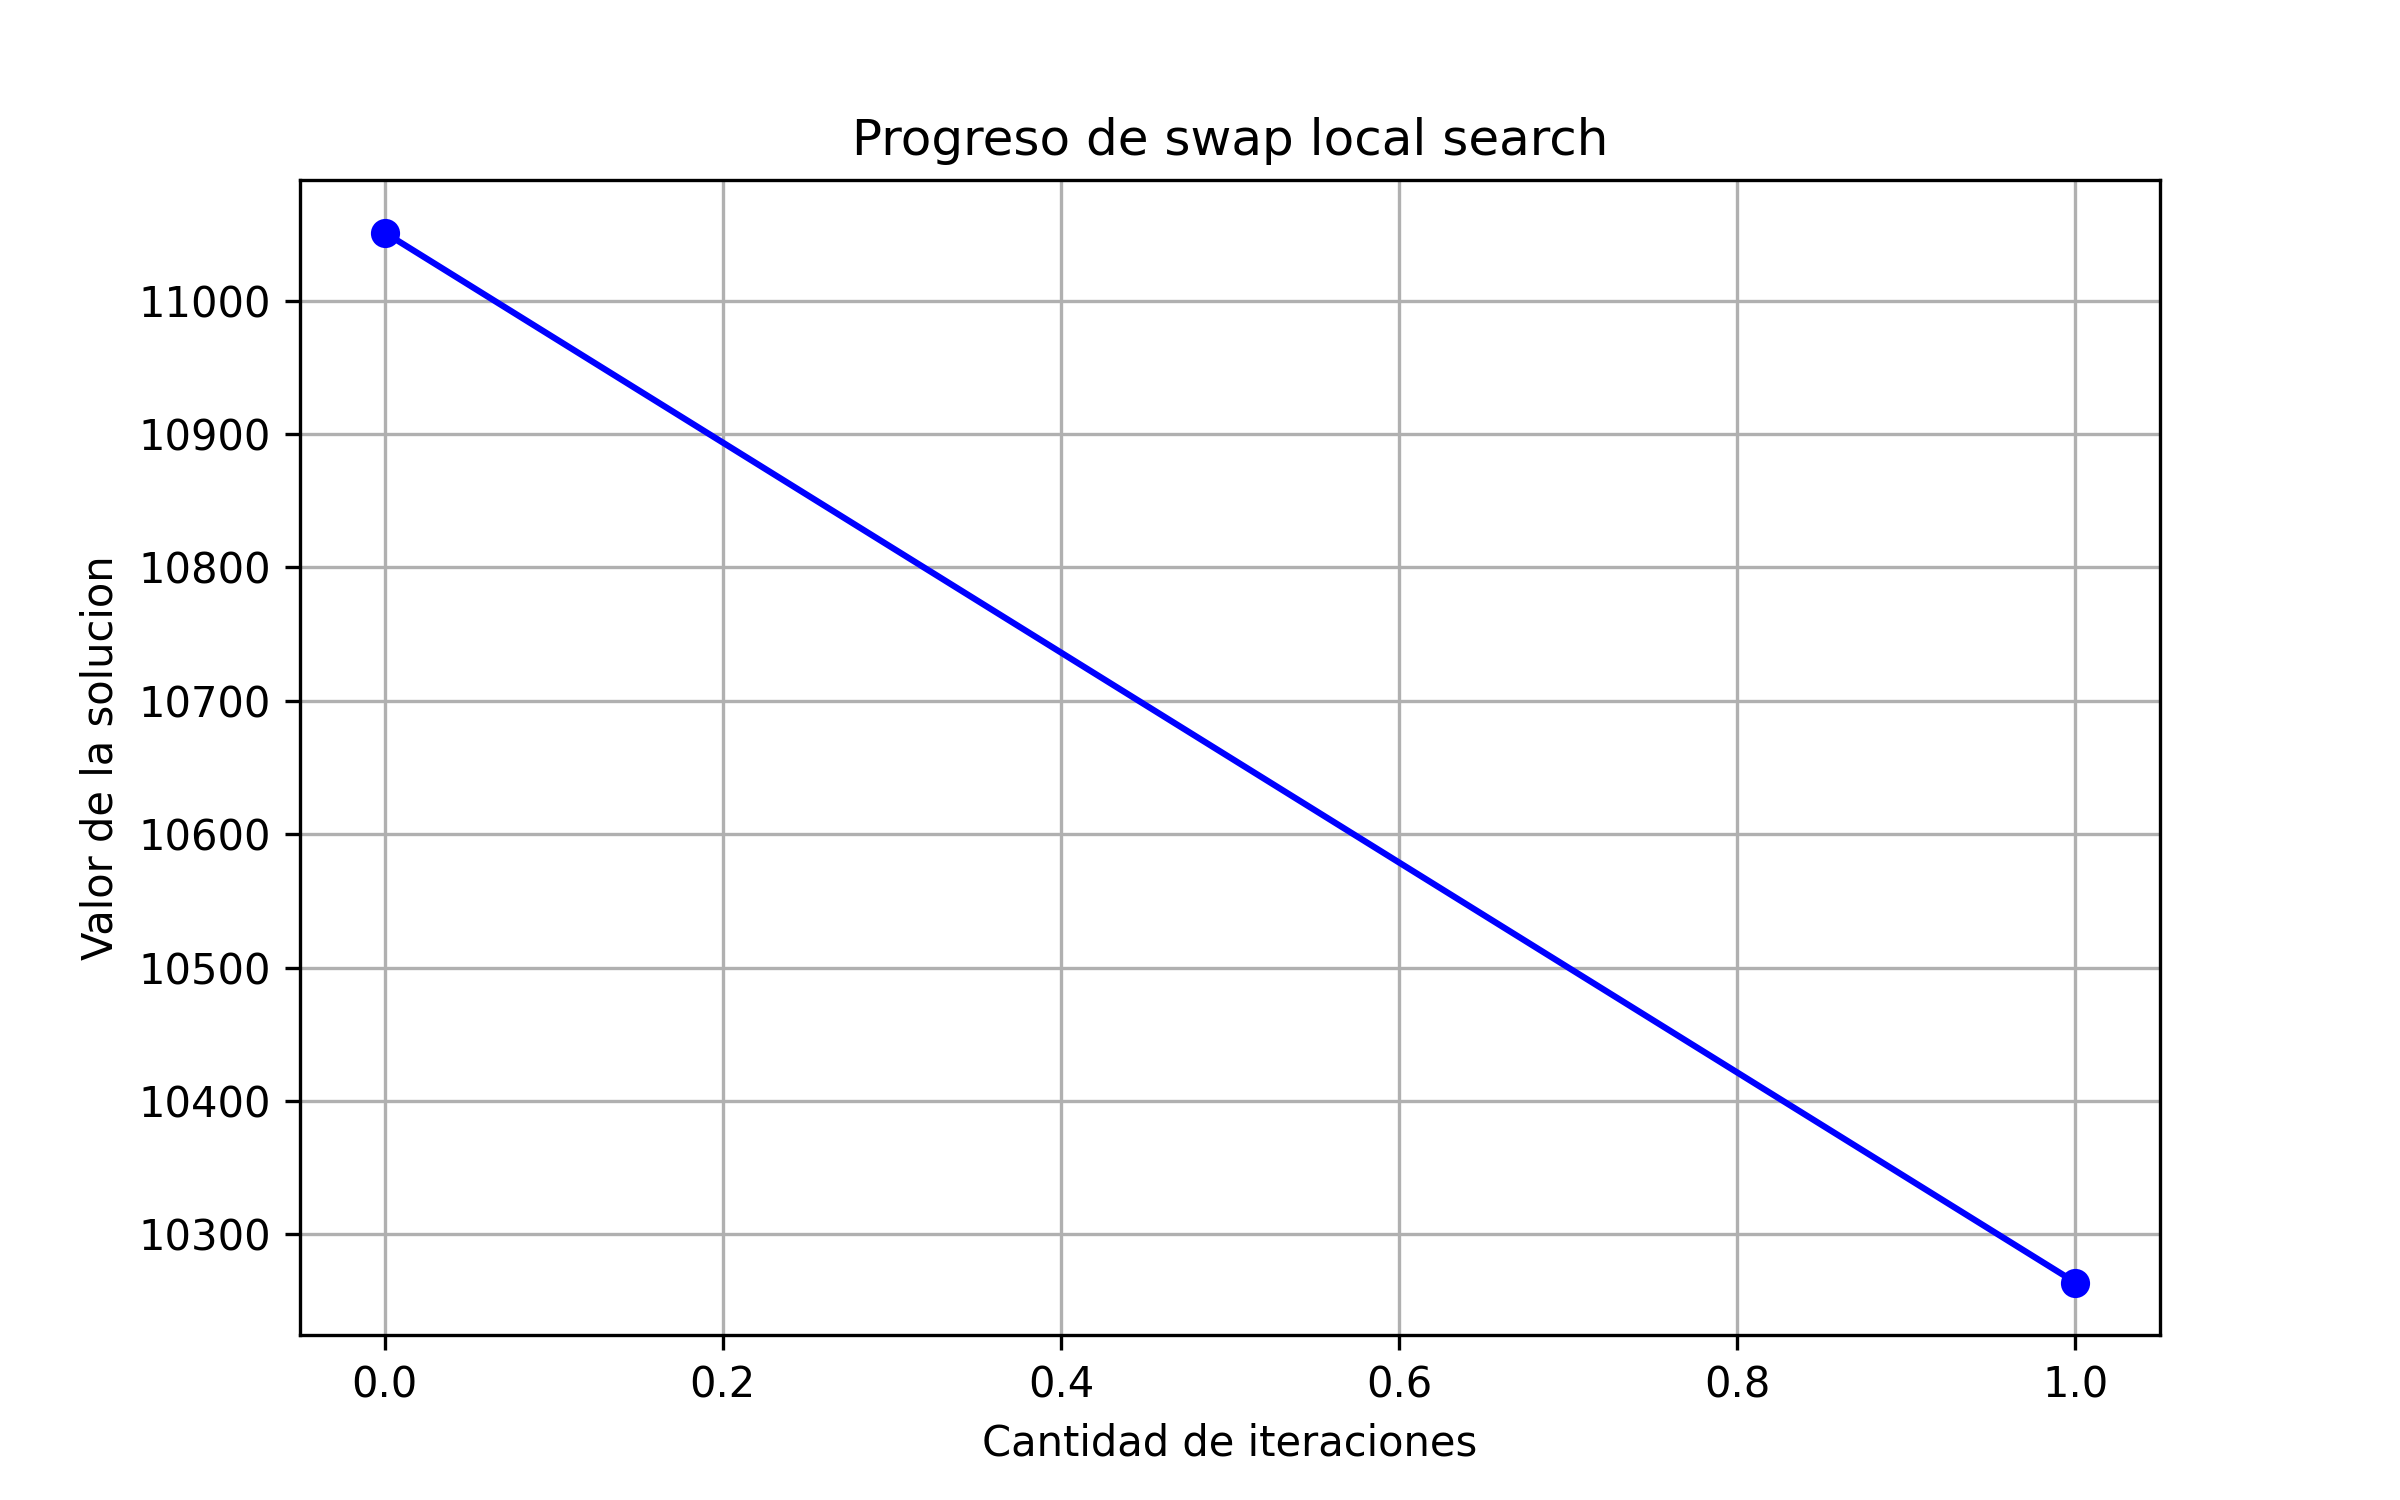 Progreso de swap local search
Valor de la solucion
11000
10900
10800
10700
10600
10500
10400
10300
0.0 0.2 0.4 0.6 0.8 1.0
Cantidad de iteraciones